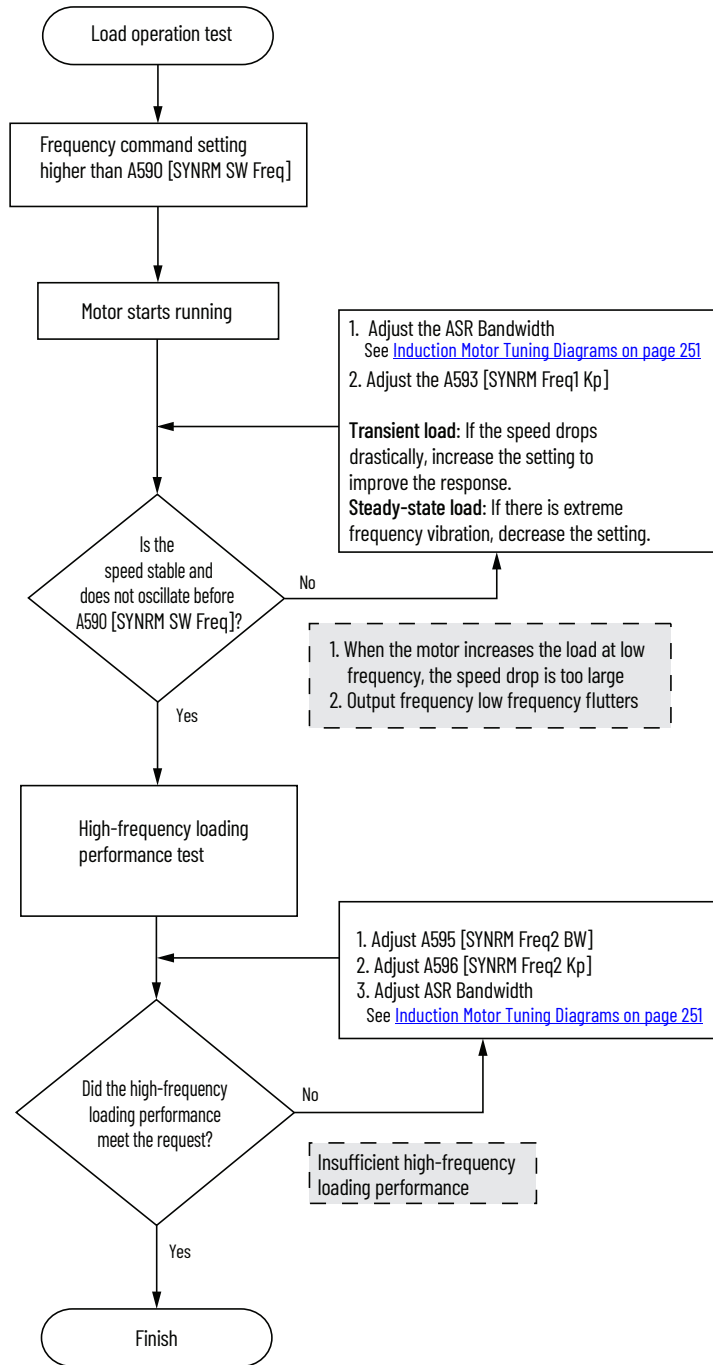 Load operation test
Frequency command setting
higher than A590 [SYNRM SW Freq]
Motor starts running
1. Adjust the ASR Bandwidth
See Induction Motor Tuning Diagrams on page 251
2. Adjust the A593 [SYNRM Freq1 Kp]
Transient load: If the speed drops
drastically, increase the setting to
improve the response.
Steady-state load: If there is extreme
frequency vibration, decrease the setting.
Is the
speed stable and
does not oscillate before
A590 [SYNRM SW Freq]?
No
1. When the motor increases the load at low
frequency, the speed drop is too large
2. Output frequency low frequency flutters
Yes
High-frequency loading
performance test
1. Adjust A595 [SYNRM Freq2 BW]
2. Adjust A596 [SYNRM Freq2 Kp]
3. Adjust ASR Bandwidth
See Induction Motor Tuning Diagrams on page 251
Did the high-frequency
loading performance
meet the request?
No
Insufficient high-frequency
loading performance
Yes
Finish